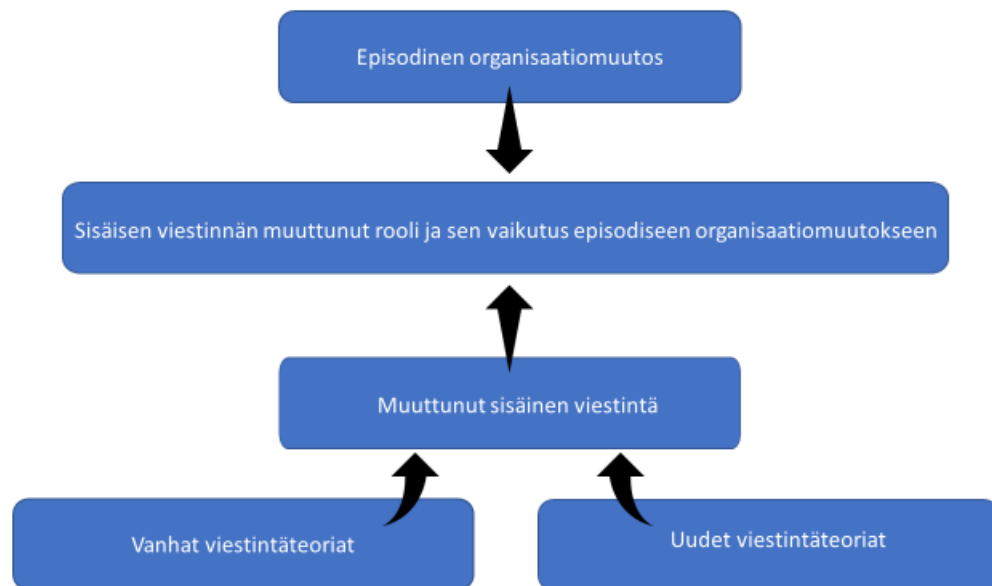 Episodinen organisaatiomuutos
Sisäisen viestinnän muuttunut rooli ja sen vaikutus episodiseen organisaatiomuutokseen
Muuttunut sisäinen viestintä
Vanhat viestintäteoriat
Uudet viestintäteoriat